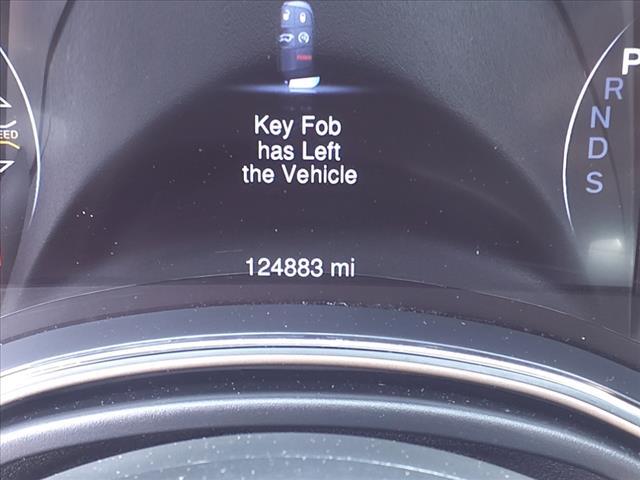 Key Fob
has Left
the Vehicle
124883 mi
P
R
N
D
S